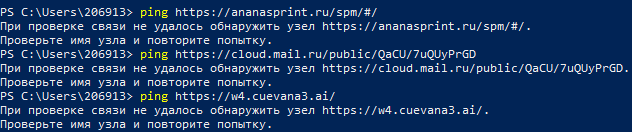 PS C:\Users\206913> ping https://ananasprint.ru/spm/#/
При проверке связи не удалось обнаружить узел https://ananasprint.ru/spm/#/.
Проверьте имя узла и повторите попытку.
PS C:\Users\206913> ping https://cloud.mail.ru/public/QaCU/7uQUyPrGD
При проверке связи не удалось обнаружить узел https://cloud.mail.ru/public/QaCU/7uQUyPrGD.
Проверьте имя узла и повторите попытку.
PS C:\Users\206913> ping https://w4.cuevana3.ai/
При проверке связи не удалось обнаружить узел https://w4.cuevana3.ai/.
Проверьте имя узла и повторите попытку.